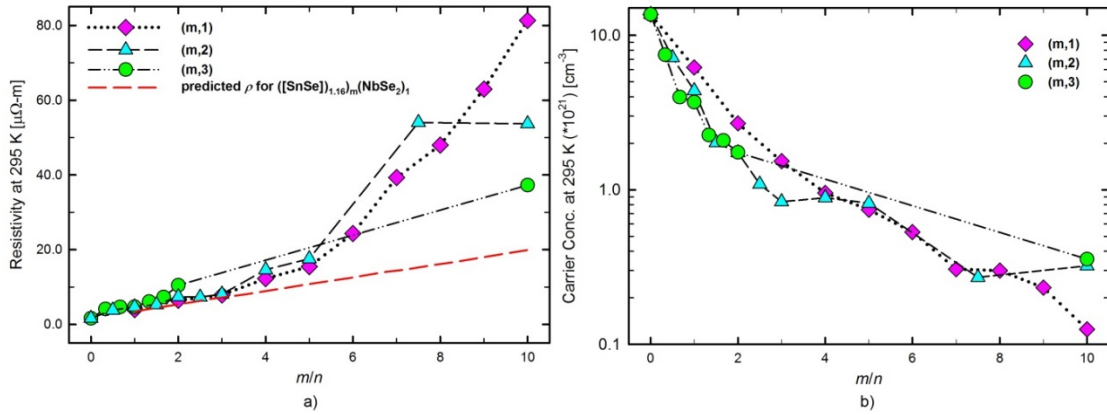 80.0
60.0
40.0
20.0
0.0
Resistivity at 295 K [μΩ-m]
(m,1)
(m,2)
(m,3)
predicted ρ for ([SnSe])1.16)m(NbSe2)1
0 2 4 6 8 10
m/n
a)
10.0
1.0
0.1
Carrier Conc. at 295 K (*10²¹) [cm⁻³]
(m,1)
(m,2)
(m,3)
0 2 4 6 8 10
m/n
b)